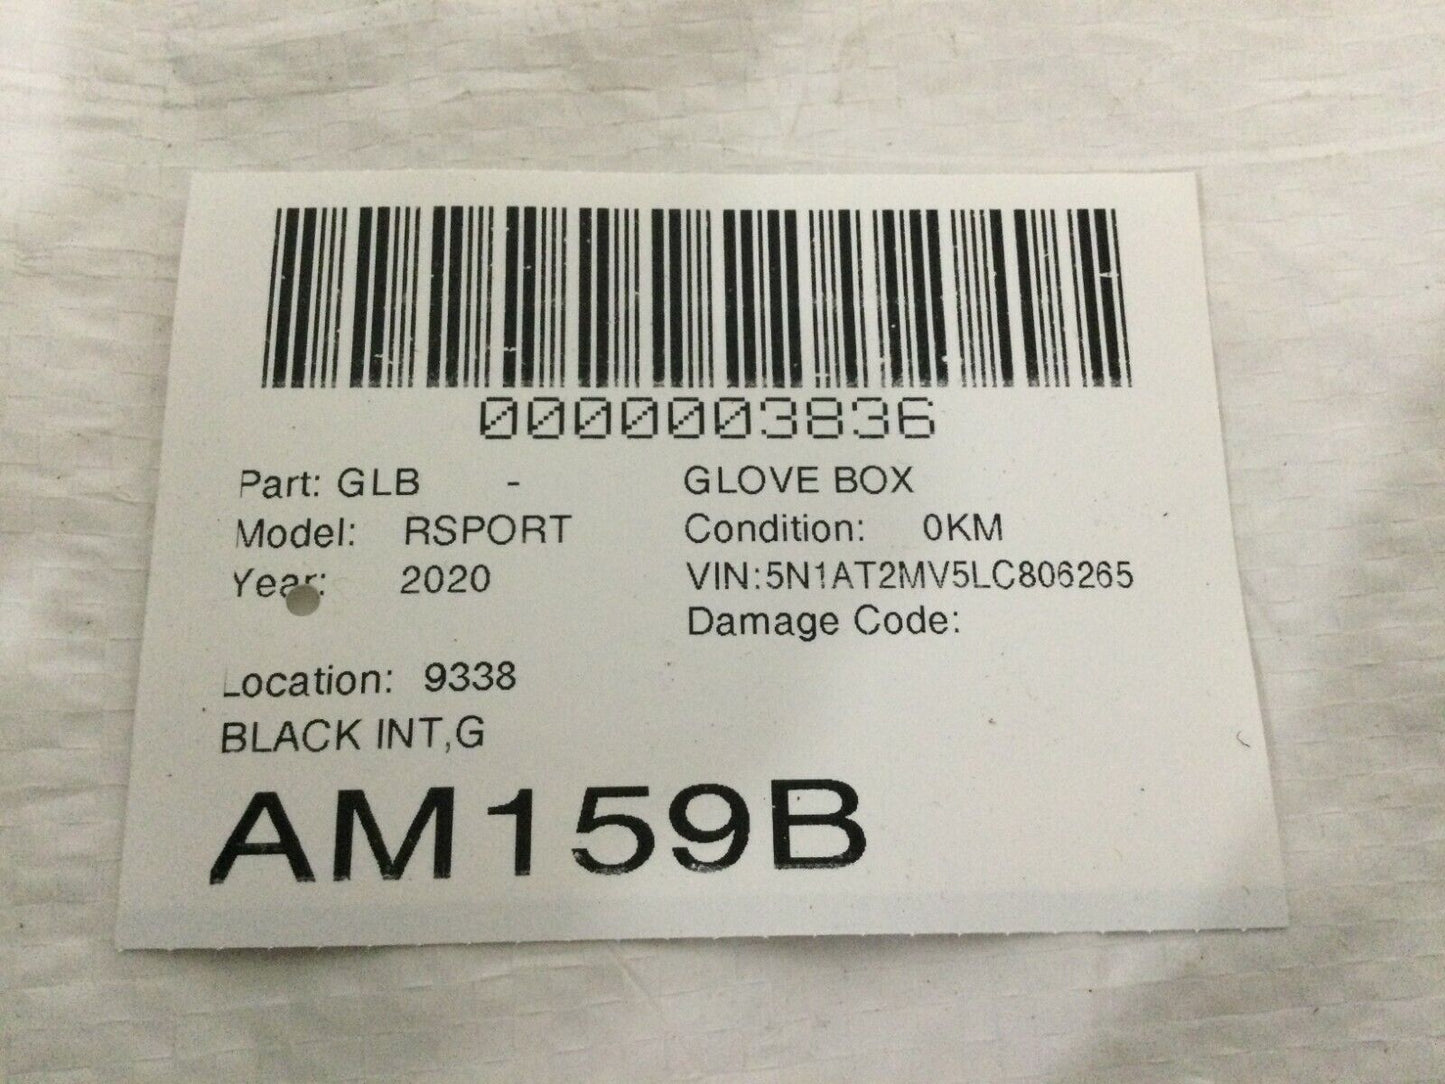 0000003836
Part: GLB - GLOVE BOX
Model: RSPORT Condition: 0KM
Year: 2020 VIN:5N1AT2MV5LC806265
Damage Code:
Location: 9338
BLACK INT,G
AM159B